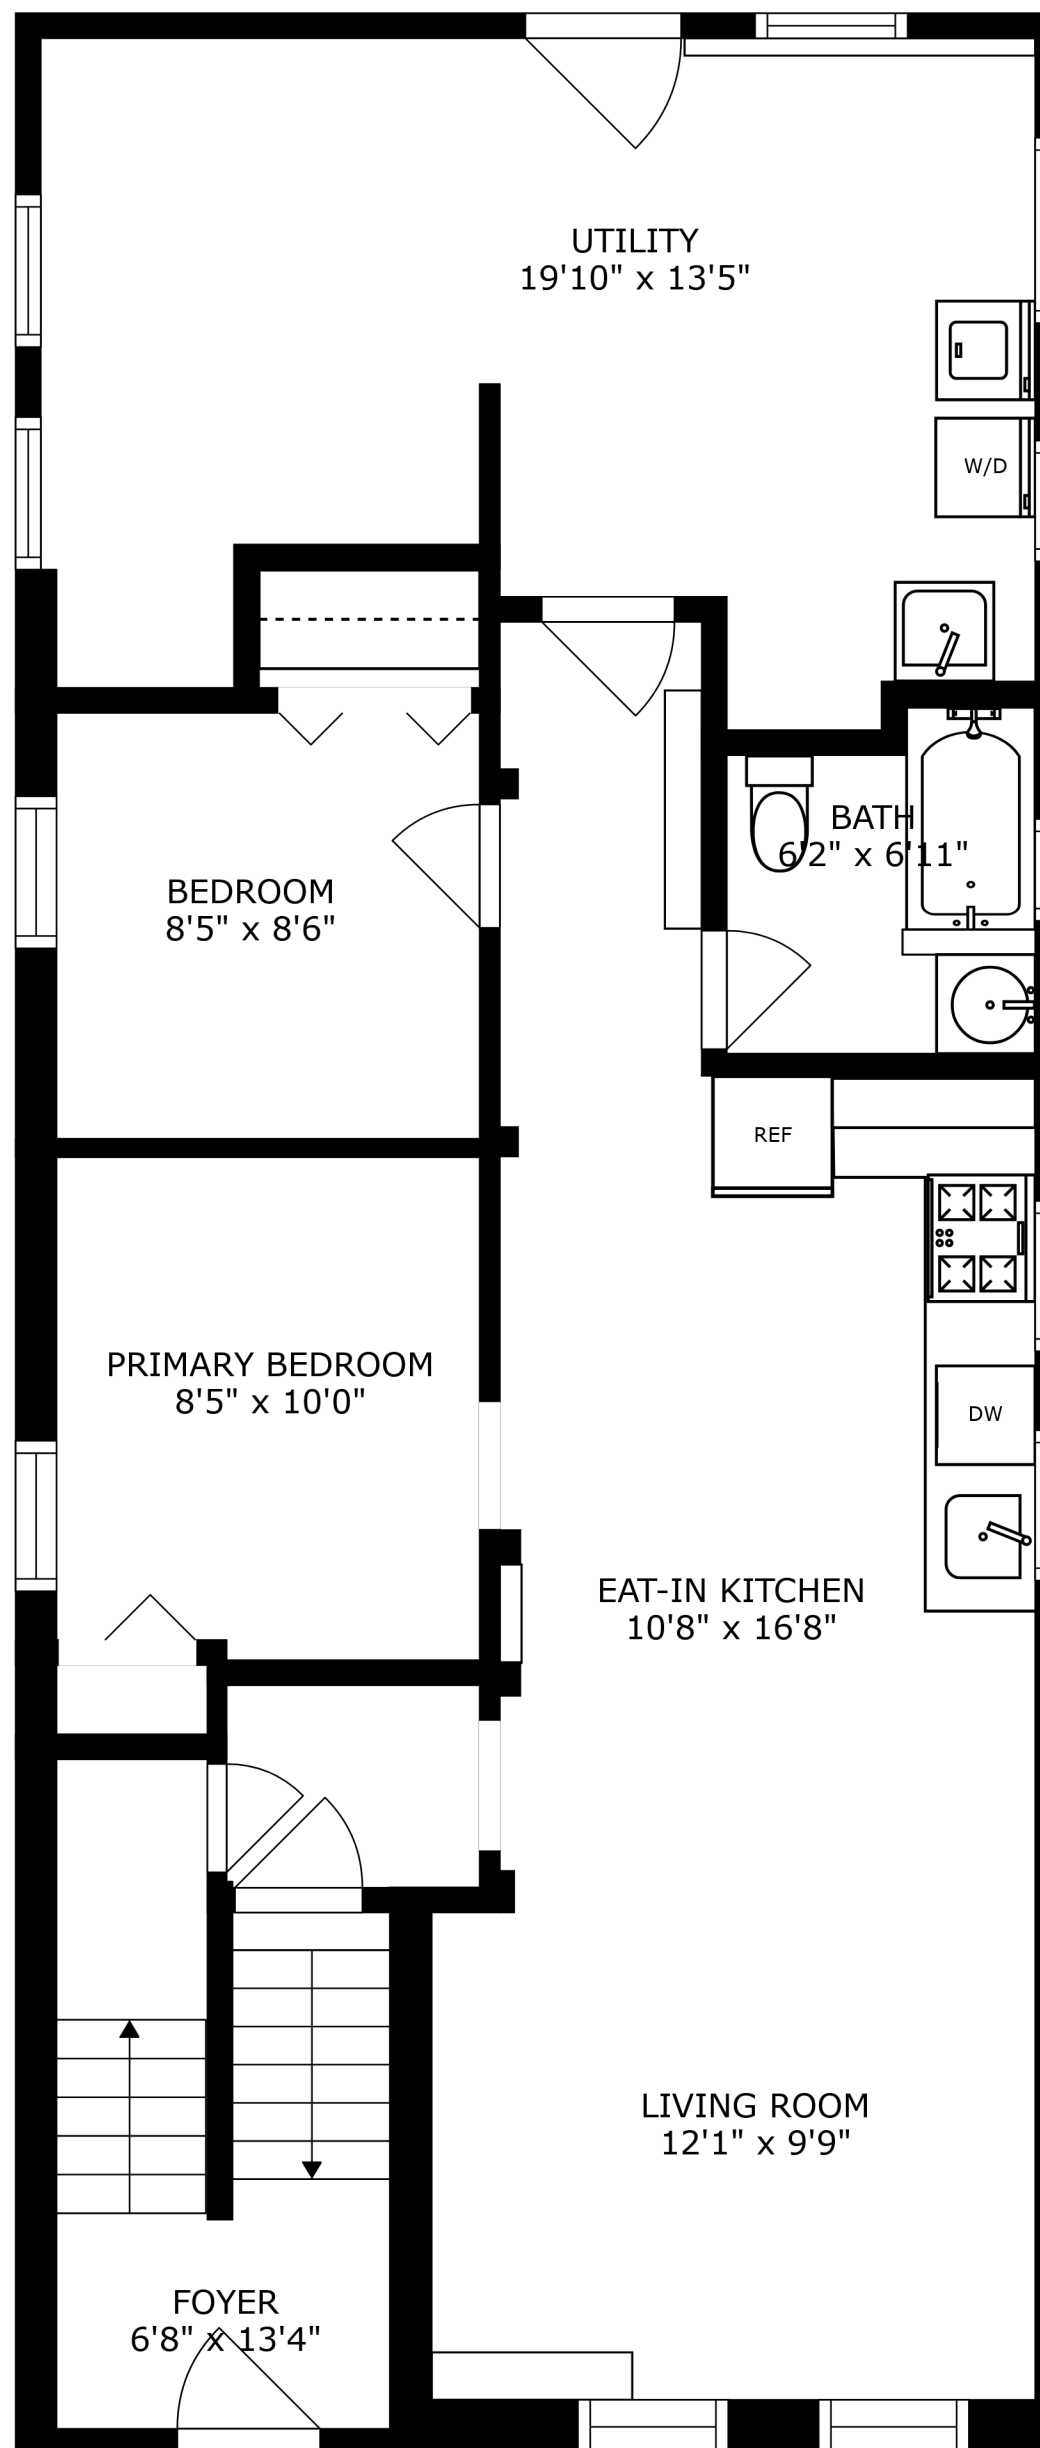 UTILITY
19'10" x 13'5"
W/D
BATH
6'2" x 6'11"
BEDROOM
8'5" x 8'6"
REF
PRIMARY BEDROOM
8'5" x 10'0"
DW
EAT-IN KITCHEN
10'8" x 16'8"
LIVING ROOM
12'1" x 9'9"
FOYER
6'8" x 13'4"